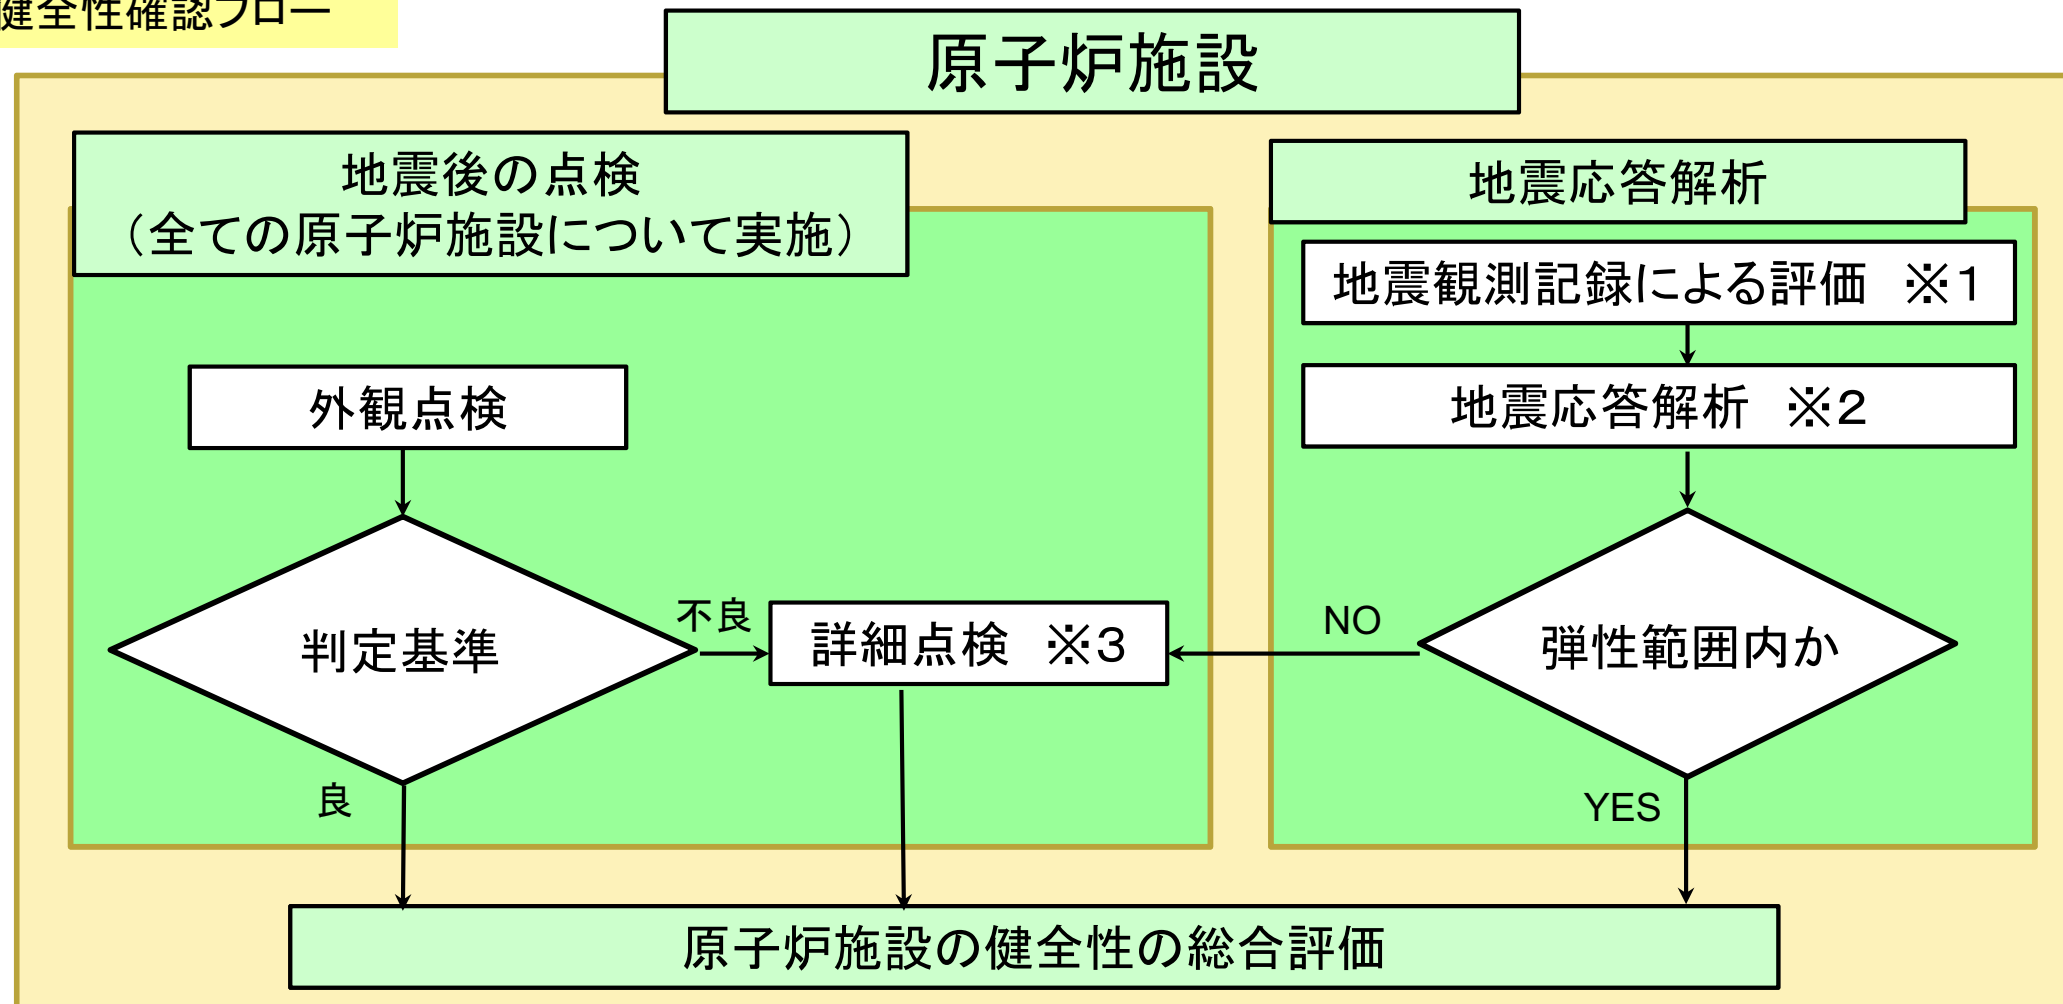 健全性確認フロー
原子炉施設
地震後の点検
（全ての原子炉施設について実施）
外観点検
判定基準
不良
良
詳細点検　※3
地震応答解析
地震観測記録による評価　※1
地震応答解析　※2
弾性範囲内か
NO
YES
原子炉施設の健全性の総合評価